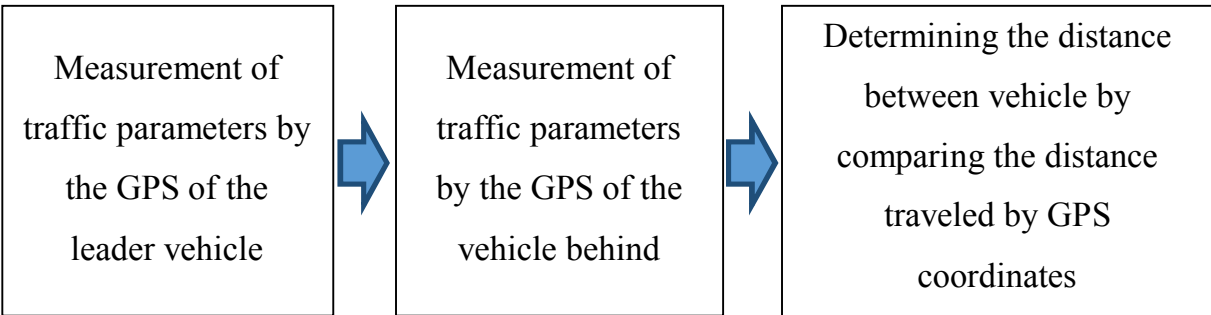 Measurement of
traffic parameters by
the GPS of the
leader vehicle
Measurement of
traffic parameters
by the GPS of the
vehicle behind
Determining the distance
between vehicle by
comparing the distance
traveled by GPS
coordinates